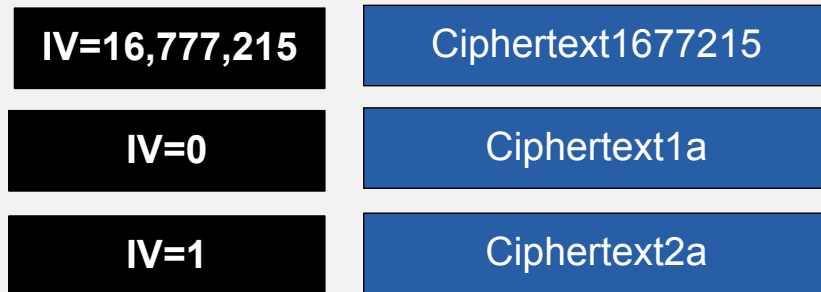 IV=16,777,215 Ciphertext1677215
IV=0 Ciphertext1a
IV=1 Ciphertext2a